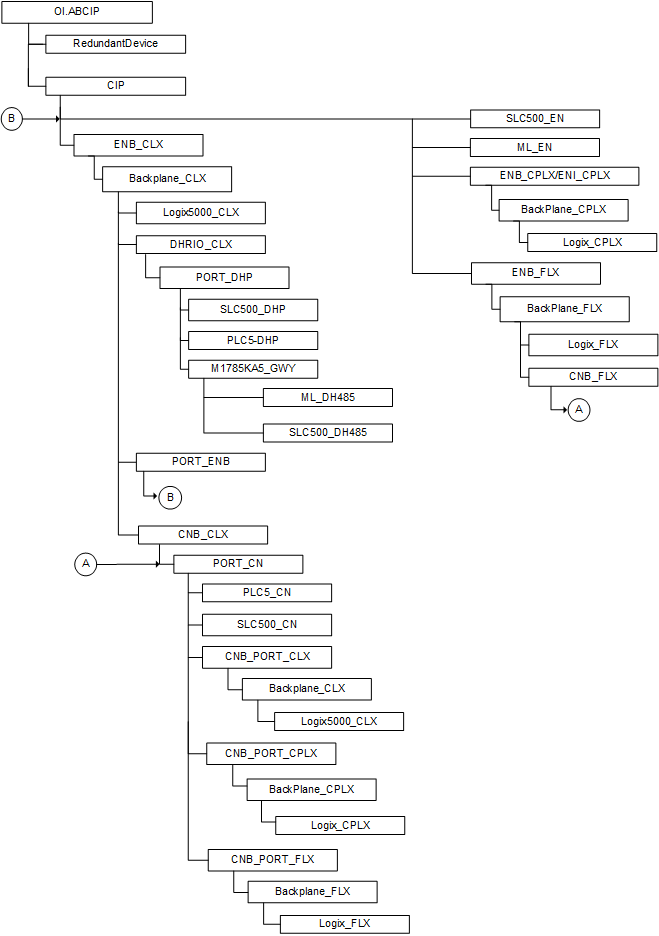 OI.ABCIP
RedundantDevice
CIP
B
ENB_CLX
Backplane_CLX
Logix5000_CLX
DHRIO_CLX
PORT_DHP
SLC500_DHP
PLC5-DHP
M1785KA5_GWY
ML_DH485
SLC500_DH485
PORT_ENB
B
CNB_CLX
A
PORT_CN
PLC5_CN
SLC500_CN
CNB_PORT_CLX
Backplane_CLX
Logix5000_CLX
CNB_PORT_CPLX
BackPlane_CPLX
Logix_CPLX
CNB_PORT_FLX
Backplane_FLX
Logix_FLX
SLC500_EN
ML_EN
ENB_CPLX/ENI_CPLX
BackPlane_CPLX
Logix_CPLX
ENB_FLX
BackPlane_FLX
Logix_FLX
CNB_FLX
A